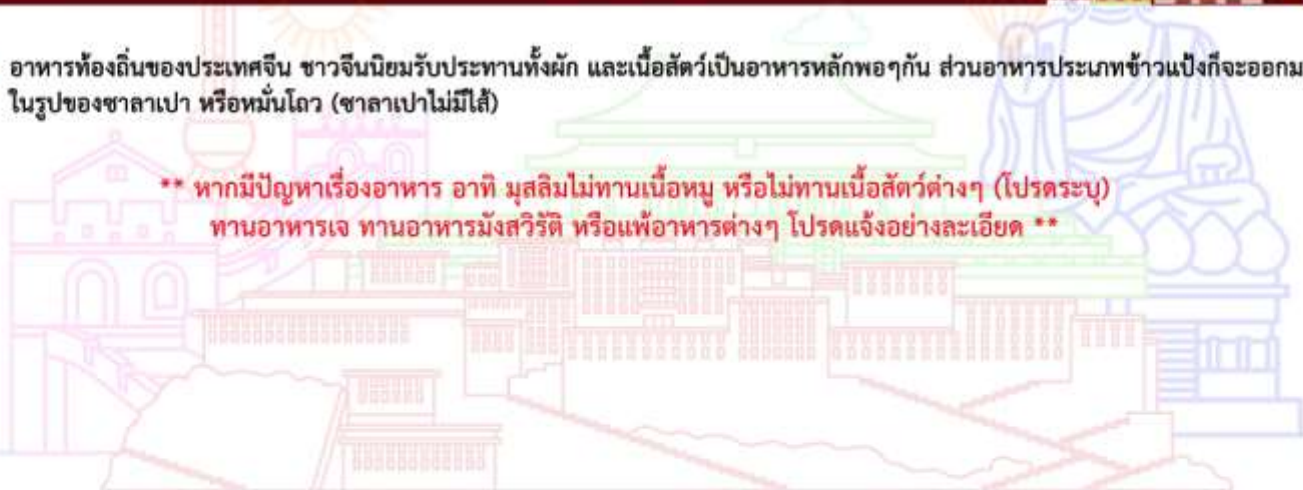 อาหารท้องถิ่นของประเทศจีน ชาวจีนนิยมรับประทานทั้งผัก และเนื้อสัตว์เป็นอาหารหลักพอๆกัน ส่วนอาหารประเภทข้าวแป้งก็จะออกม
ในรูปของซาลาเปา หรือหมั่นโถว (ซาลาเปาไม่มีไส้)
** หากมีปัญหาเรื่องอาหาร อาทิ มุสลิมไม่ทานเนื้อหมู หรือไม่ทานเนื้อสัตว์ต่างๆ (โปรดระบุ)
ทานอาหารเจ ทานอาหารมังสวิรัติ หรือแพ้อาหารต่างๆ โปรดแจ้งอย่างละเอียด **